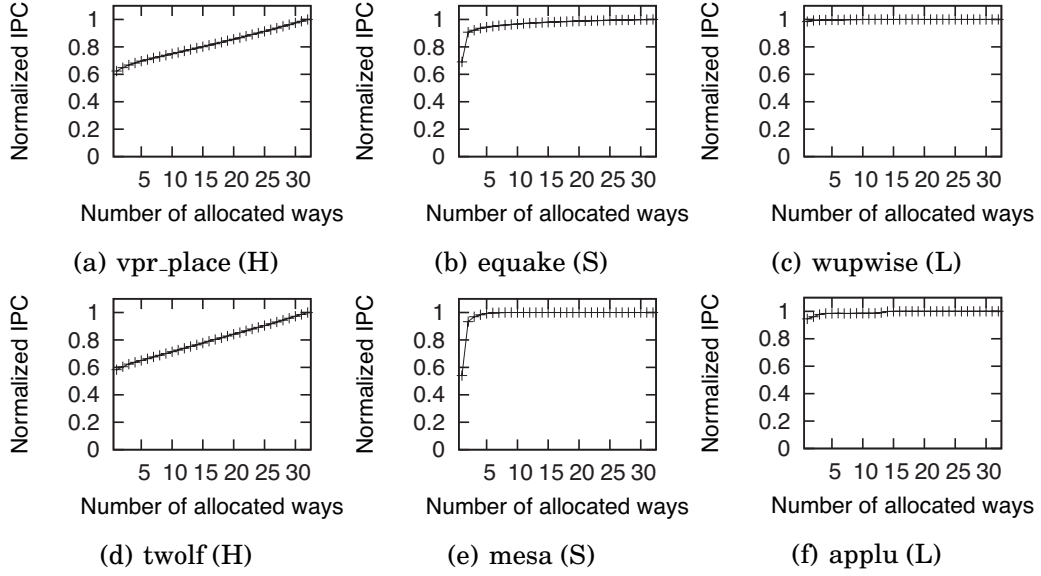 Normalized IPC
1
0.8
0.6
0.4
0.2
0
5 10 15 20 25 30
Number of allocated ways
(a) vpr_place (H)
Normalized IPC
1
0.8
0.6
0.4
0.2
0
5 10 15 20 25 30
Number of allocated ways
(b) equake (S)
Normalized IPC
1
0.8
0.6
0.4
0.2
0
5 10 15 20 25 30
Number of allocated ways
(c) wupwise (L)
Normalized IPC
1
0.8
0.6
0.4
0.2
0
5 10 15 20 25 30
Number of allocated ways
(d) twolf (H)
Normalized IPC
1
0.8
0.6
0.4
0.2
0
5 10 15 20 25 30
Number of allocated ways
(e) mesa (S)
Normalized IPC
1
0.8
0.6
0.4
0.2
0
5 10 15 20 25 30
Number of allocated ways
(f) applu (L)